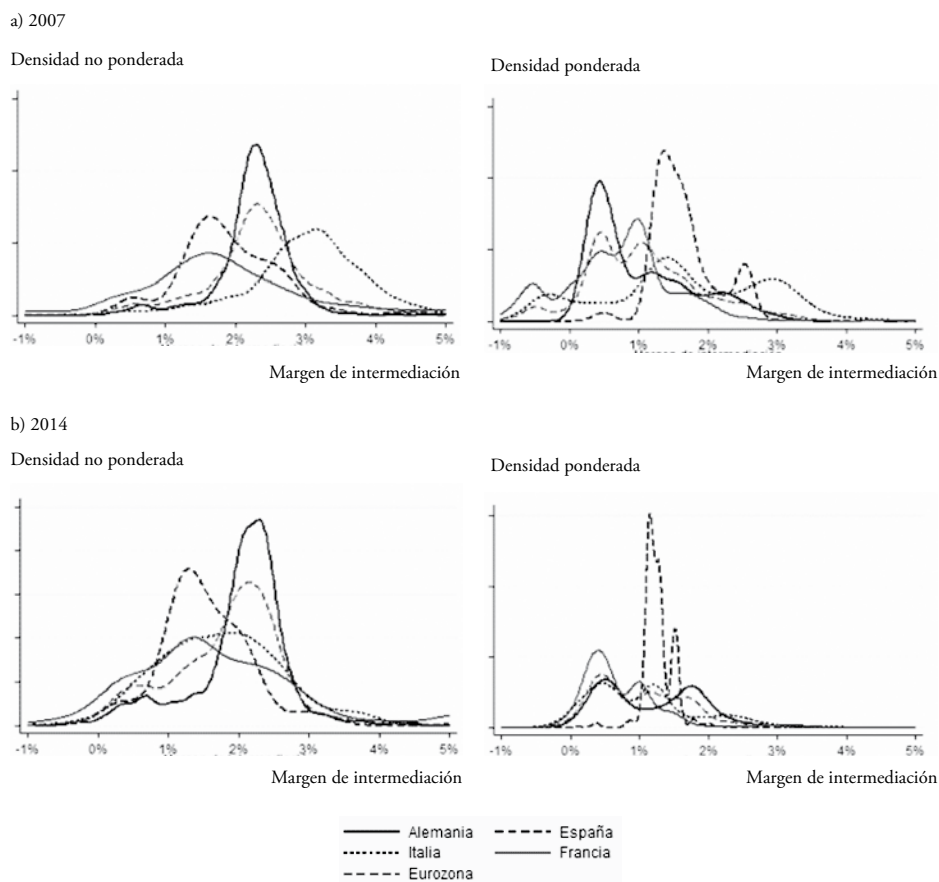 a) 2007
Densidad no ponderada
Densidad ponderada
-1% 0% 1% 2% 3% 4% 5%
-1% 0% 1% 2% 3% 4% 5%
Margen de intermediación
Margen de intermediación
b) 2014
Densidad no ponderada
Densidad ponderada
-1% 0% 1% 2% 3% 4% 5%
-1% 0% 1% 2% 3% 4% 5%
Margen de intermediación
Margen de intermediación
Alemania España
Italia Francia
Eurozona